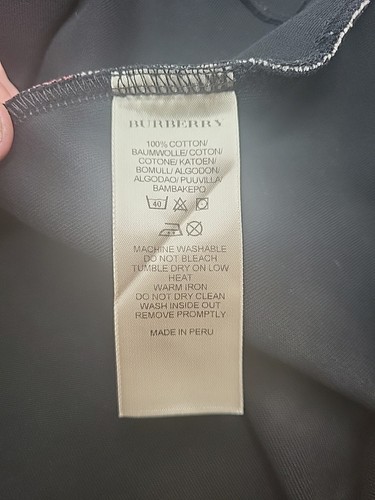 BURBERRY
100% COTTON/
BAUMWOLLE/ COTON/
COTONE/ KATOEN/
BOMULL/ ALGODON/
ALGODAO/ PUUVILLA/
ΒΑΜΒΑΚΕΡΟ
40
MACHINE WASHABLE
DO NOT BLEACH
TUMBLE DRY ON LOW
HEAT
WARM IRON
DO NOT DRY CLEAN
WASH INSIDE OUT
REMOVE PROMPTLY
MADE IN PERU